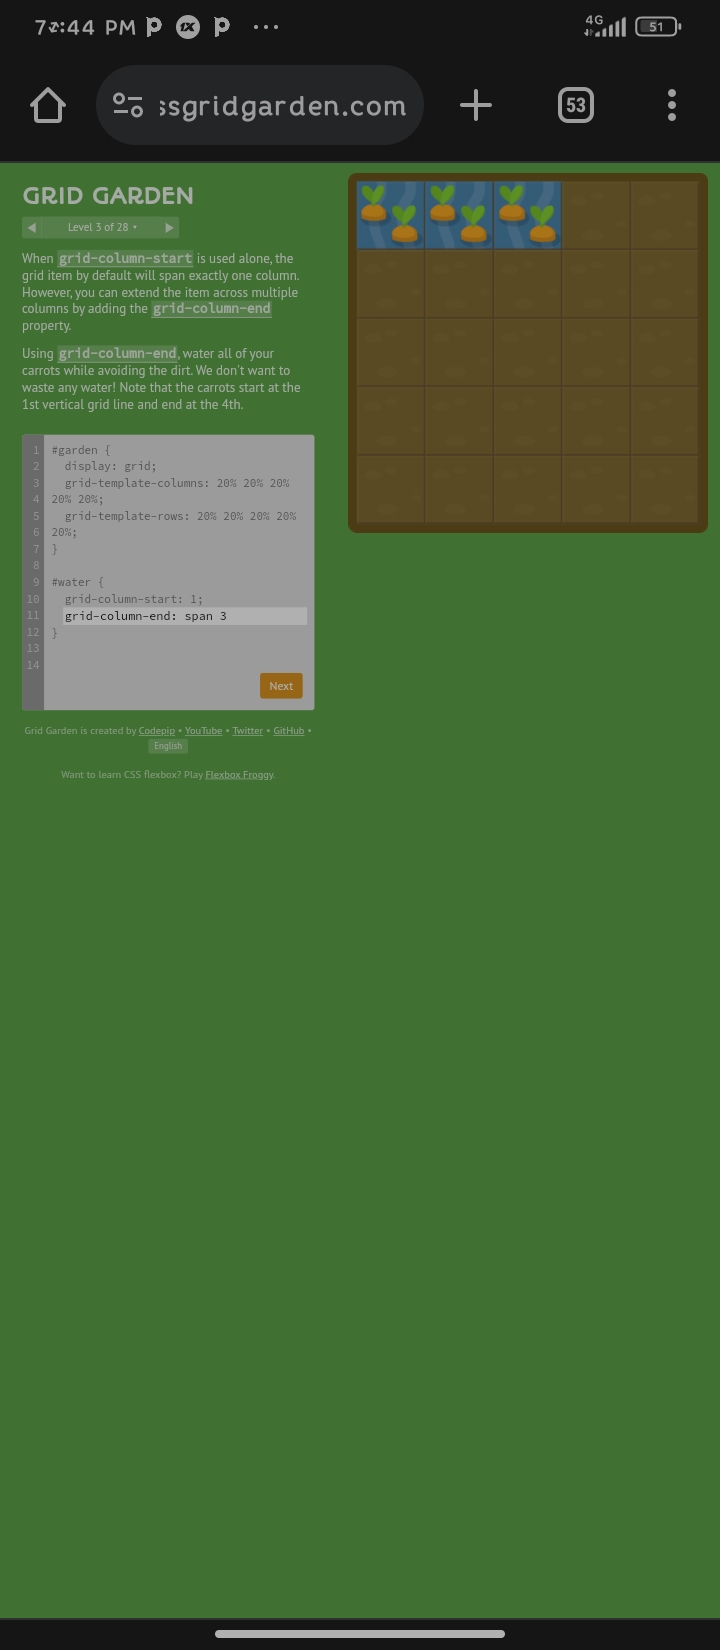 7:44 PM
4G
51
ssgridgarden.com
53
GRID GARDEN
Level 3 of 28
When grid-column-start is used alone, the
grid item by default will span exactly one column.
However, you can extend the item across multiple
columns by adding the grid-column-end
property.
Using grid-column-end, water all of your
carrots while avoiding the dirt. We don't want to
waste any water! Note that the carrots start at the
1st vertical grid line and end at the 4th.
1 #garden {
2 display: grid;
3 grid-template-columns: 20% 20% 20%
4 20% 20%;
5 grid-template-rows: 20% 20% 20% 20%
6 20%;
7 }
8
9 #water {
10 grid-column-start: 1;
11 grid-column-end: span 3
12 }
13
14
Next
Grid Garden is created by Codepip • YouTube • Twitter • GitHub •
English
Want to learn CSS flexbox? Play Flexbox Froggy.